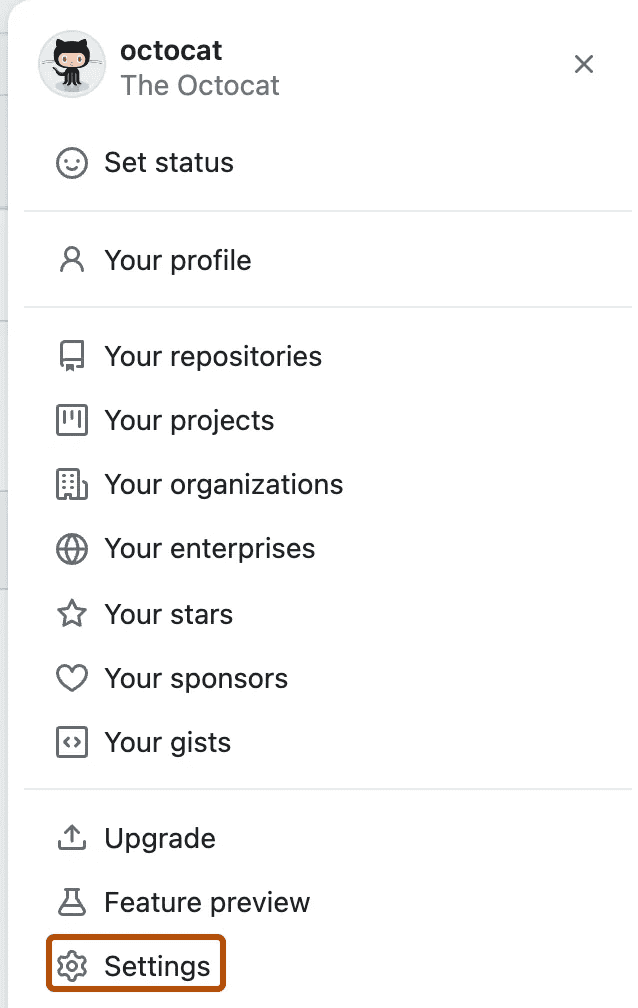 octocat
The Octocat
Set status
Your profile
Your repositories
Your projects
Your organizations
Your enterprises
Your stars
Your sponsors
Your gists
Upgrade
Feature preview
Settings